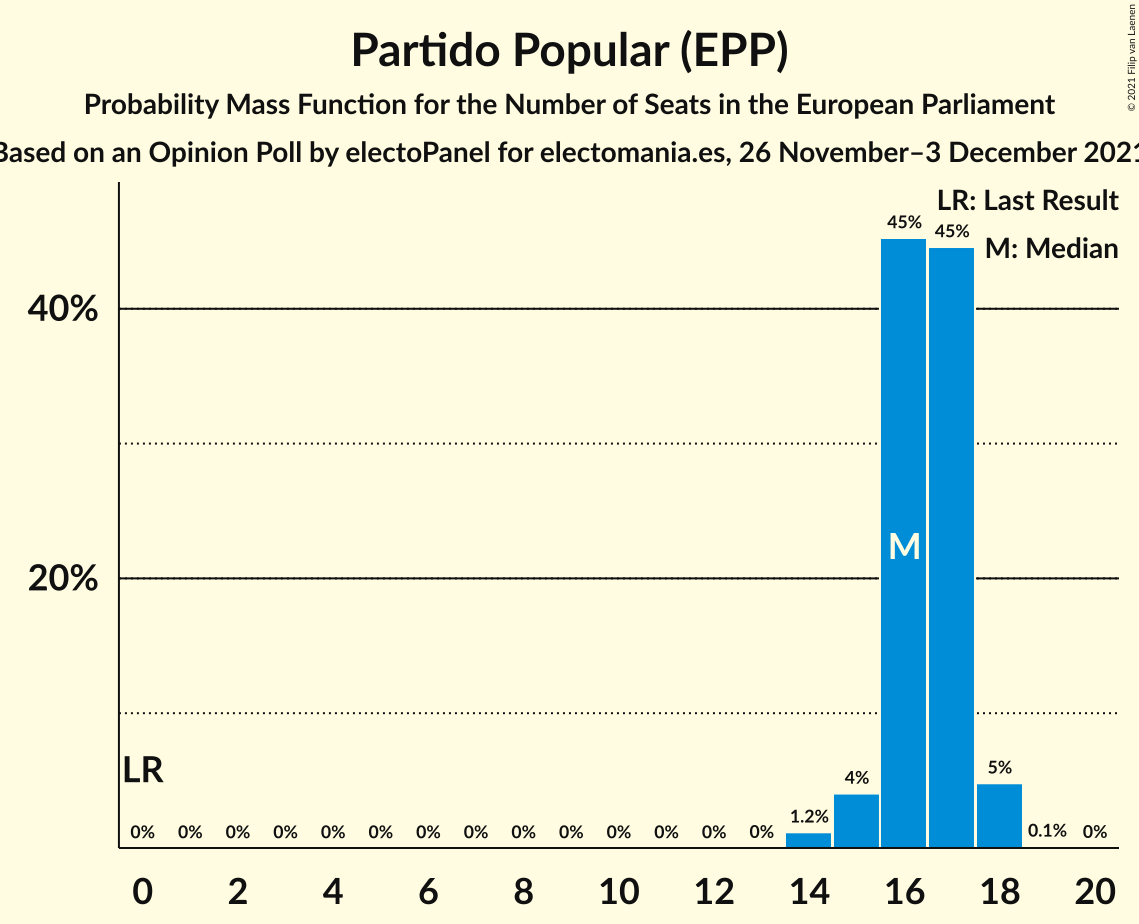 Partido Popular (EPP)
Probability Mass Function for the Number of Seats in the European Parliament
Based on an Opinion Poll by electoPanel for electomania.es, 26 November–3 December 2021
© 2021 Filip van Laenen
LR: Last Result
M: Median
45%
45%
40%
20%
M
LR
0% 0% 0% 0% 0% 0% 0% 0% 0% 0% 0% 0% 0% 0% 1.2% 4% 5% 0.1% 0%
0 2 4 6 8 10 12 14 16 18 20